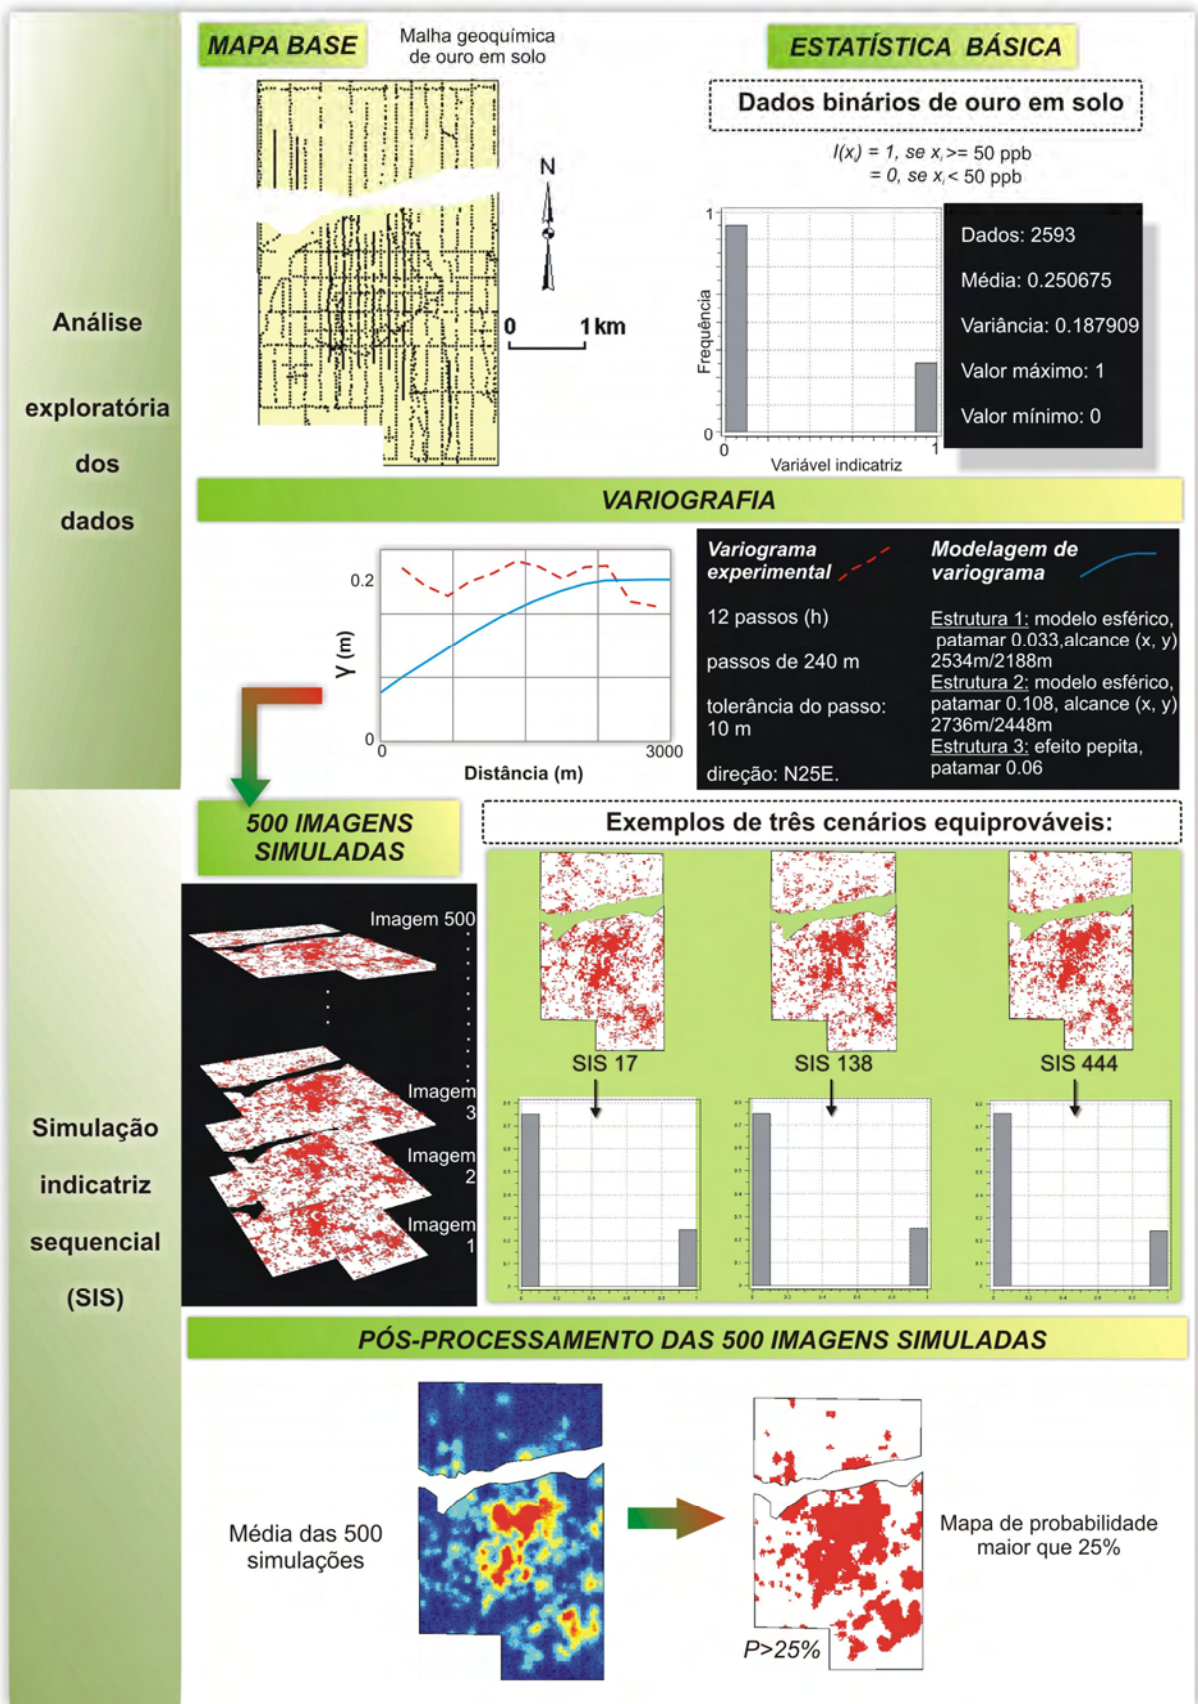 MAPA BASE
Malha geoquímica
de ouro em solo
N
0 1 km
ESTATÍSTICA BÁSICA
Dados binários de ouro em solo
I(xᵢ) = 1, se xᵢ >= 50 ppb
= 0, se xᵢ < 50 ppb
1
Frequência
0
0 1
Variável indicatriz
Dados: 2593
Média: 0.250675
Variância: 0.187909
Valor máximo: 1
Valor mínimo: 0
Análise
exploratória
dos
dados
VARIOGRAFIA
0.2
γ (m)
0
0 3000
Distância (m)
Variograma
experimental
12 passos (h)
passos de 240 m
tolerância do passo:
10 m
direção: N25E.
Modelagem de
variograma
Estrutura 1: modelo esférico,
patamar 0.033,alcance (x, y)
2534m/2188m
Estrutura 2: modelo esférico,
patamar 0.108, alcance (x, y)
2736m/2448m
Estrutura 3: efeito pepita,
patamar 0.06
Simulação
indicatriz
sequencial
(SIS)
500 IMAGENS
SIMULADAS
Imagem 500
Imagem
3
Imagem
2
Imagem
1
Exemplos de três cenários equiprováveis:
SIS 17
SIS 138
SIS 444
PÓS-PROCESSAMENTO DAS 500 IMAGENS SIMULADAS
Média das 500
simulações
P>25%
Mapa de probabilidade
maior que 25%